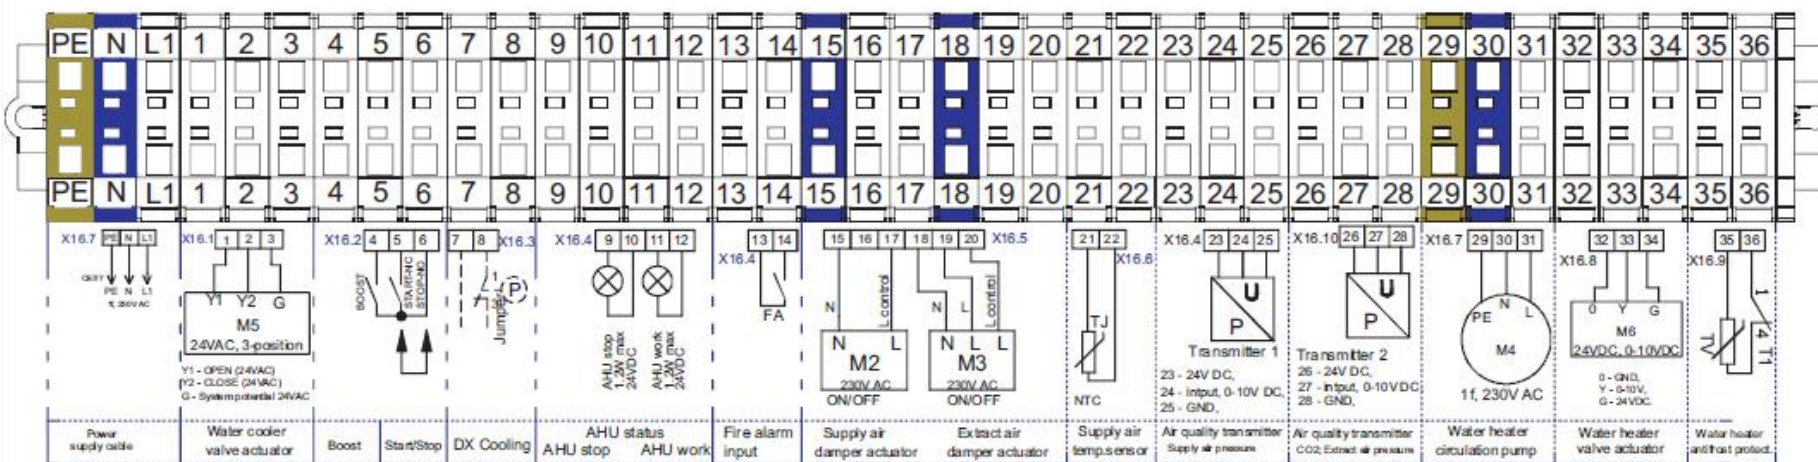 PE N L1 1 2 3 4 5 6 7 8 9 10 11 12 13 14 15 16 17 18 19 20 21 22 23 24 25 26 27 28 29 30 31 32 33 34 35 36
PE N L1 1 2 3 4 5 6 7 8 9 10 11 12 13 14 15 16 17 18 19 20 21 22 23 24 25 26 27 28 29 30 31 32 33 34 35 36
X16.7 PE N L1
PE N L1
1f, 230V AC
Power
supply cable
X16.1 1 2 3
Y1 Y2 G
M5
24VAC, 3-position
Y1 - OPEN (24VAC)
Y2 - CLOSE (24VAC)
G - System potential 24VAC
Water cooler
valve actuator
X16.2 4 5 6
BOOST
START-NC
STOP-NO
Boost
Start/Stop
7 8 X16.3
P
Jumper
DX Cooling
X16.4 9 10 11 12
AHU stop
1.2W max
24VDC
AHU work
1.2W max
24VDC
AHU status
AHU stop AHU work
13 14
X16.4
FA
Fire alarm
input
15 16 17 18 19 20 X16.5
N
L control
N L
L control
N L
M2
230V AC
ON/OFF
N L L
M3
230V AC
ON/OFF
Supply air
damper actuator
Extract air
damper actuator
21 22
X16.6
TJ
NTC
Supply air
temp.sensor
X16.4 23 24 25
U
P
Transmitter 1
23 - 24V DC,
24 - intput, 0-10V DC,
25 - GND,
Air quality transmitter
Supply air pressure
X16.10 26 27 28
U
P
Transmitter 2
26 - 24V DC,
27 - intput, 0-10V DC
28 - GND,
Air quality transmitter
CO2; Extract air pressure
X16.7 29 30 31
PE N L
M4
1f, 230V AC
Water heater
circulation pump
32 33 34
X16.8
0 Y G
M6
24VDC, 0-10VDC
0 - GND,
Y - 0-10V,
G - 24VDC.
Water heater
valve actuator
35 36
X16.9
1
4
TV
T1
Water heater
antifrost protect.